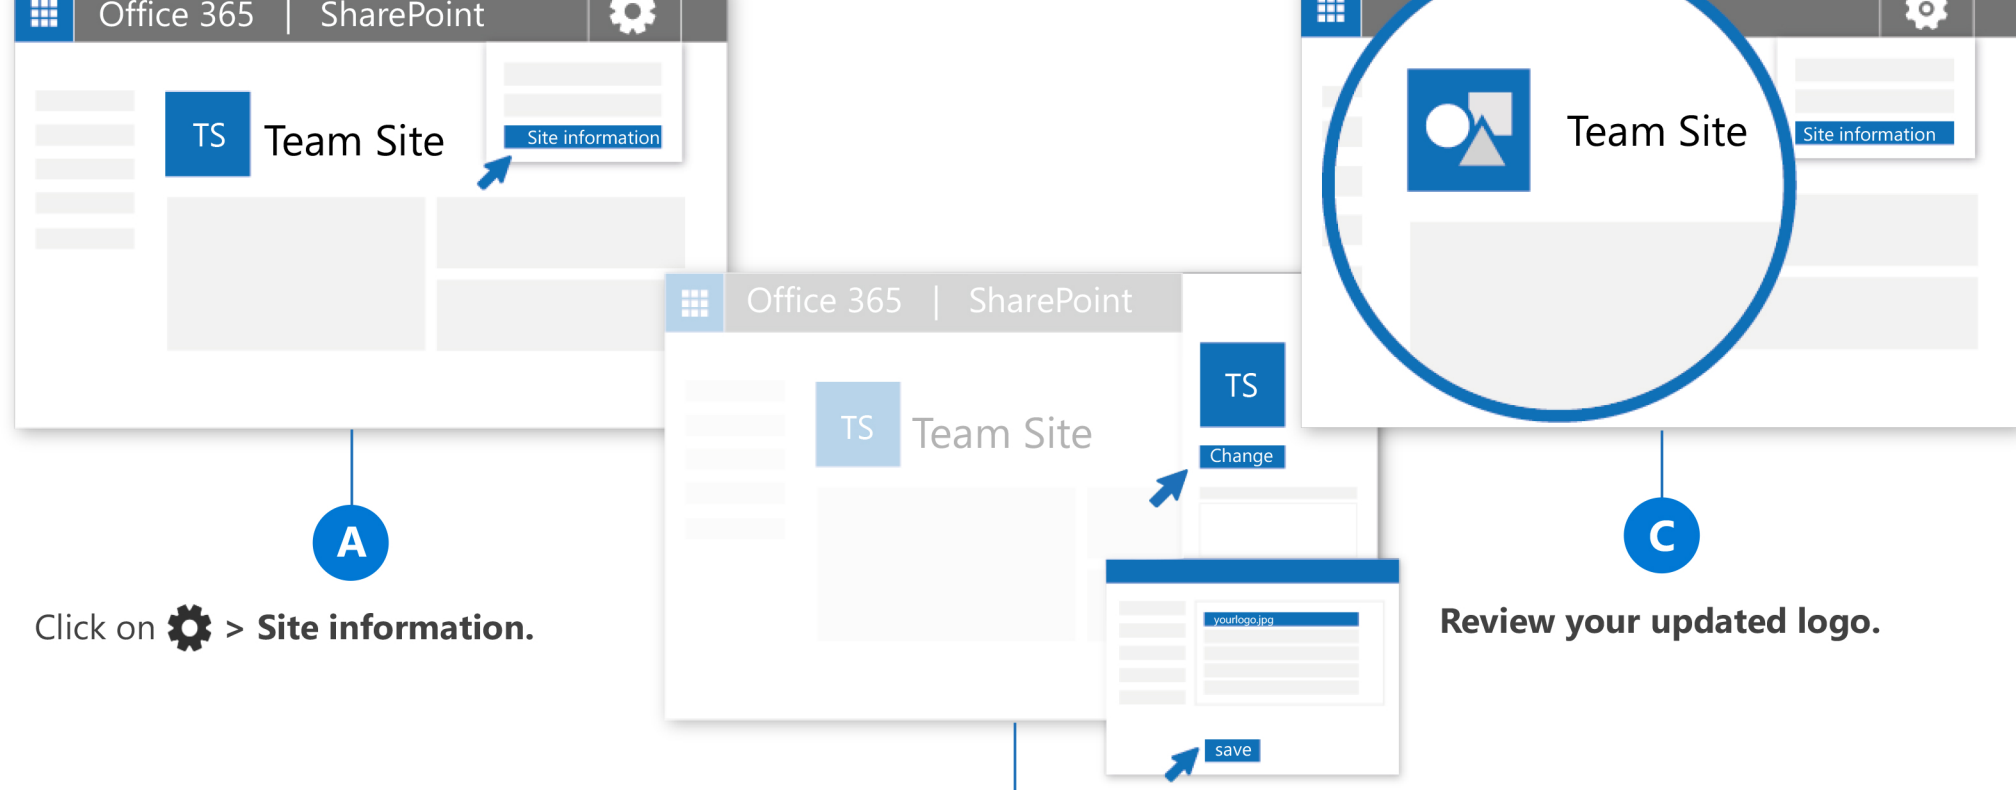 Office 365 | SharePoint
TS
Team Site
Site information
A
Click on > Site information.
Office 365 | SharePoint
TS
Team Site
TS
Change
yourlogo.jpg
save
Team Site
Site information
C
Review your updated logo.